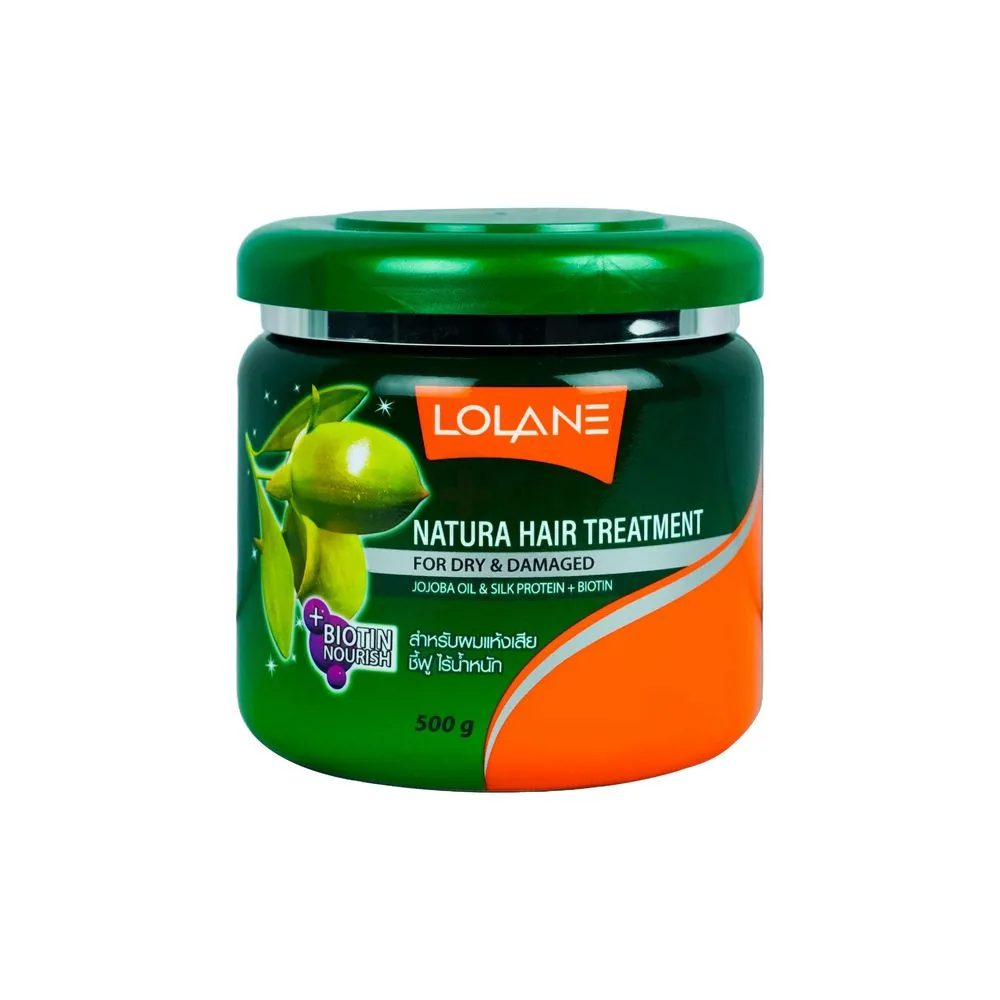 LOLANE
NATURA HAIR TREATMENT
FOR DRY & DAMAGED
JOJOBA OIL & SILK PROTEIN + BIOTIN
+
BIOTIN
NOURISH
สำหรับผมแห้งเสีย
ชี้ฟู ไร้น้ำหนัก
500 g